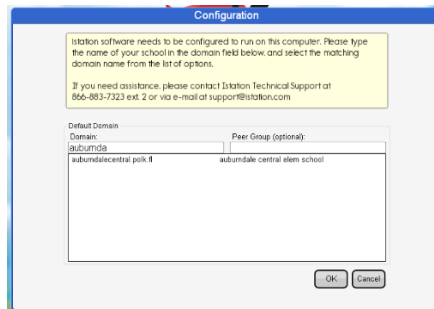 Configuration
Istation software needs to be configured to run on this computer. Please type
the name of your school in the domain field below, and select the matching
domain name from the list of options.
If you need assistance, please contact Istation Technical Support at
866-883-7323 ext. 2 or via e-mail at support@istation.com
Default Domain
Domain: Peer Group (optional):
auburnda
auburndalecentral.polk.fl auburndale central elem school
OK Cancel